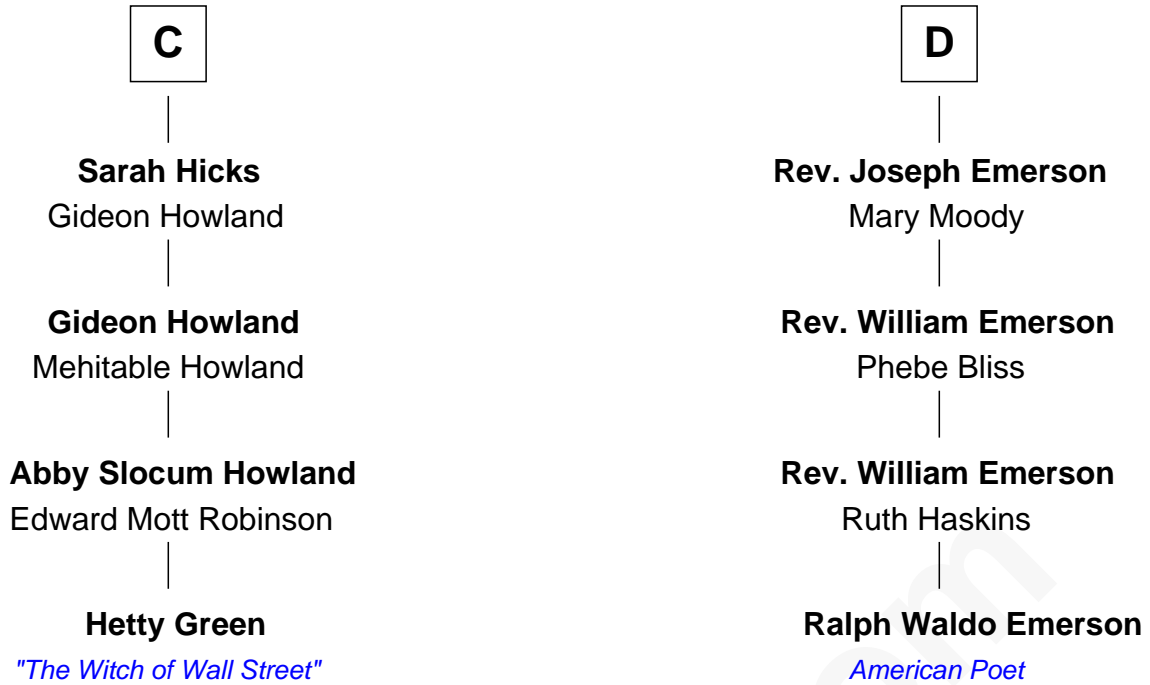 C
Sarah Hicks
Gideon Howland
Gideon Howland
Mehitable Howland
Abby Slocum Howland
Edward Mott Robinson
Hetty Green
"The Witch of Wall Street"
D
Rev. Joseph Emerson
Mary Moody
Rev. William Emerson
Phebe Bliss
Rev. William Emerson
Ruth Haskins
Ralph Waldo Emerson
American Poet